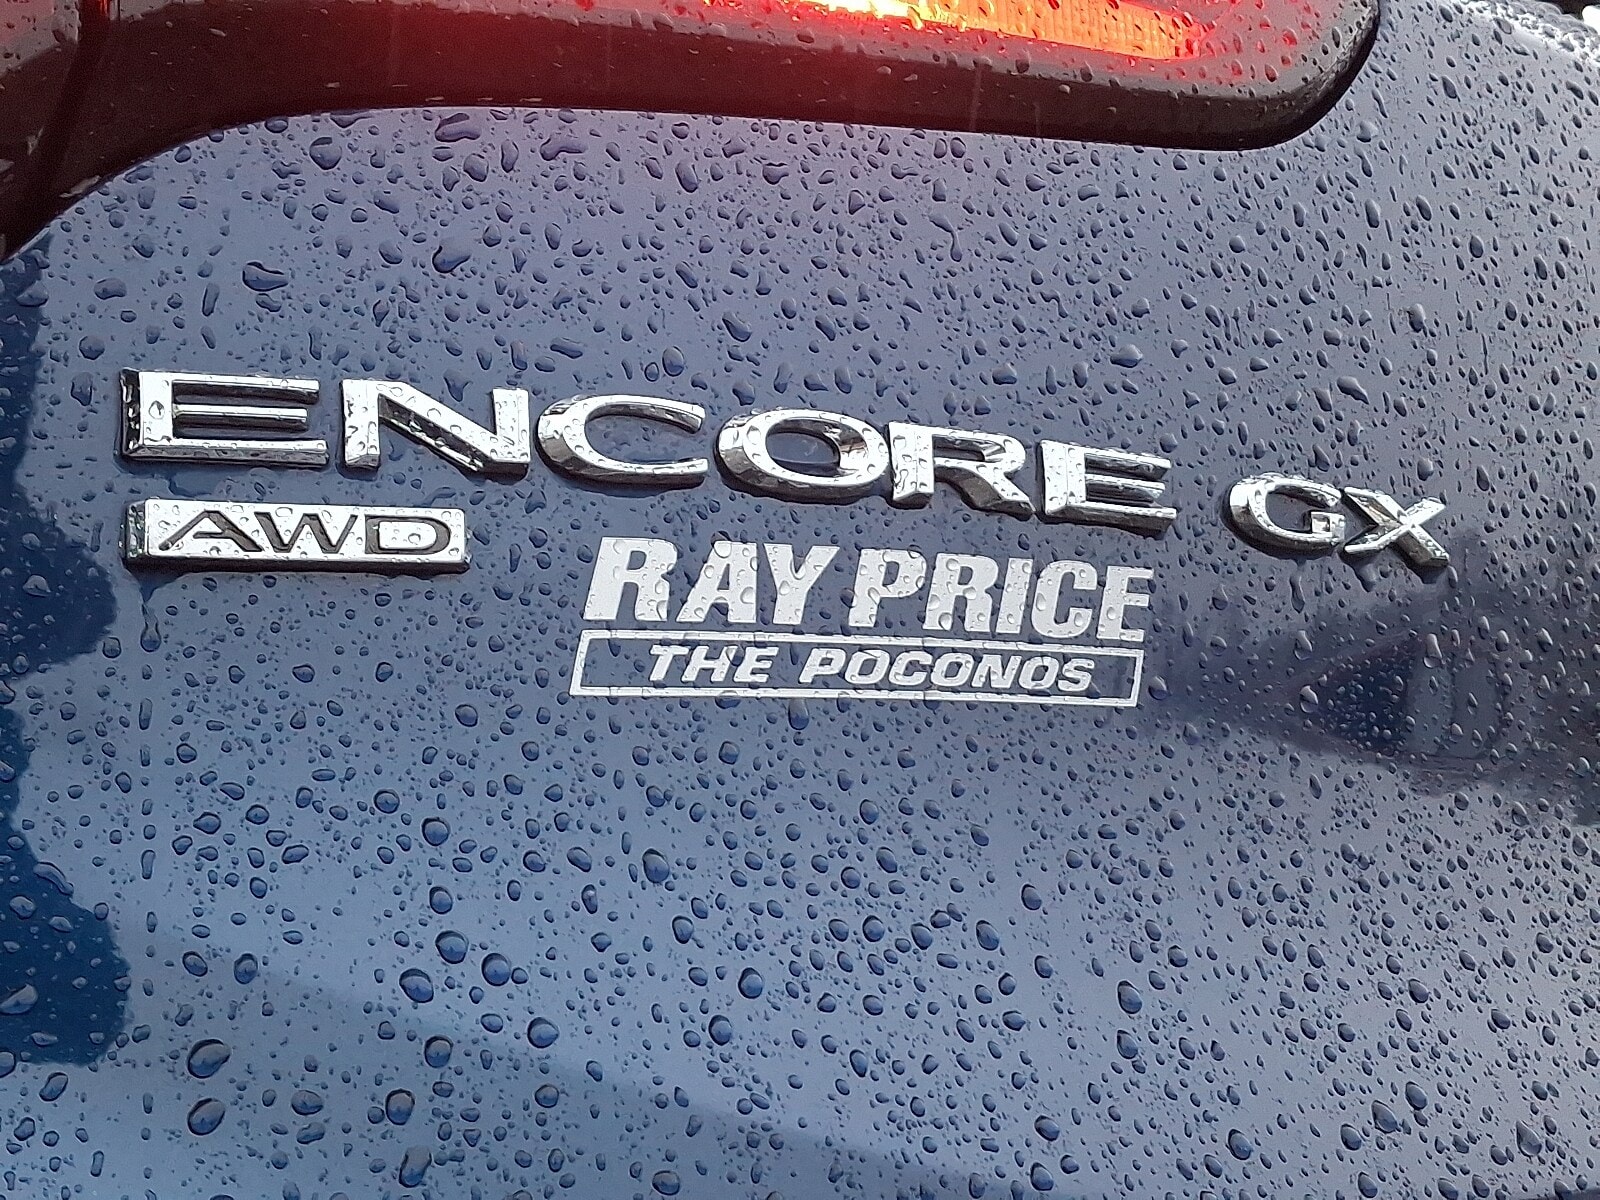 ENCORE GX
AWD
RAY PRICE
THE POCONOS